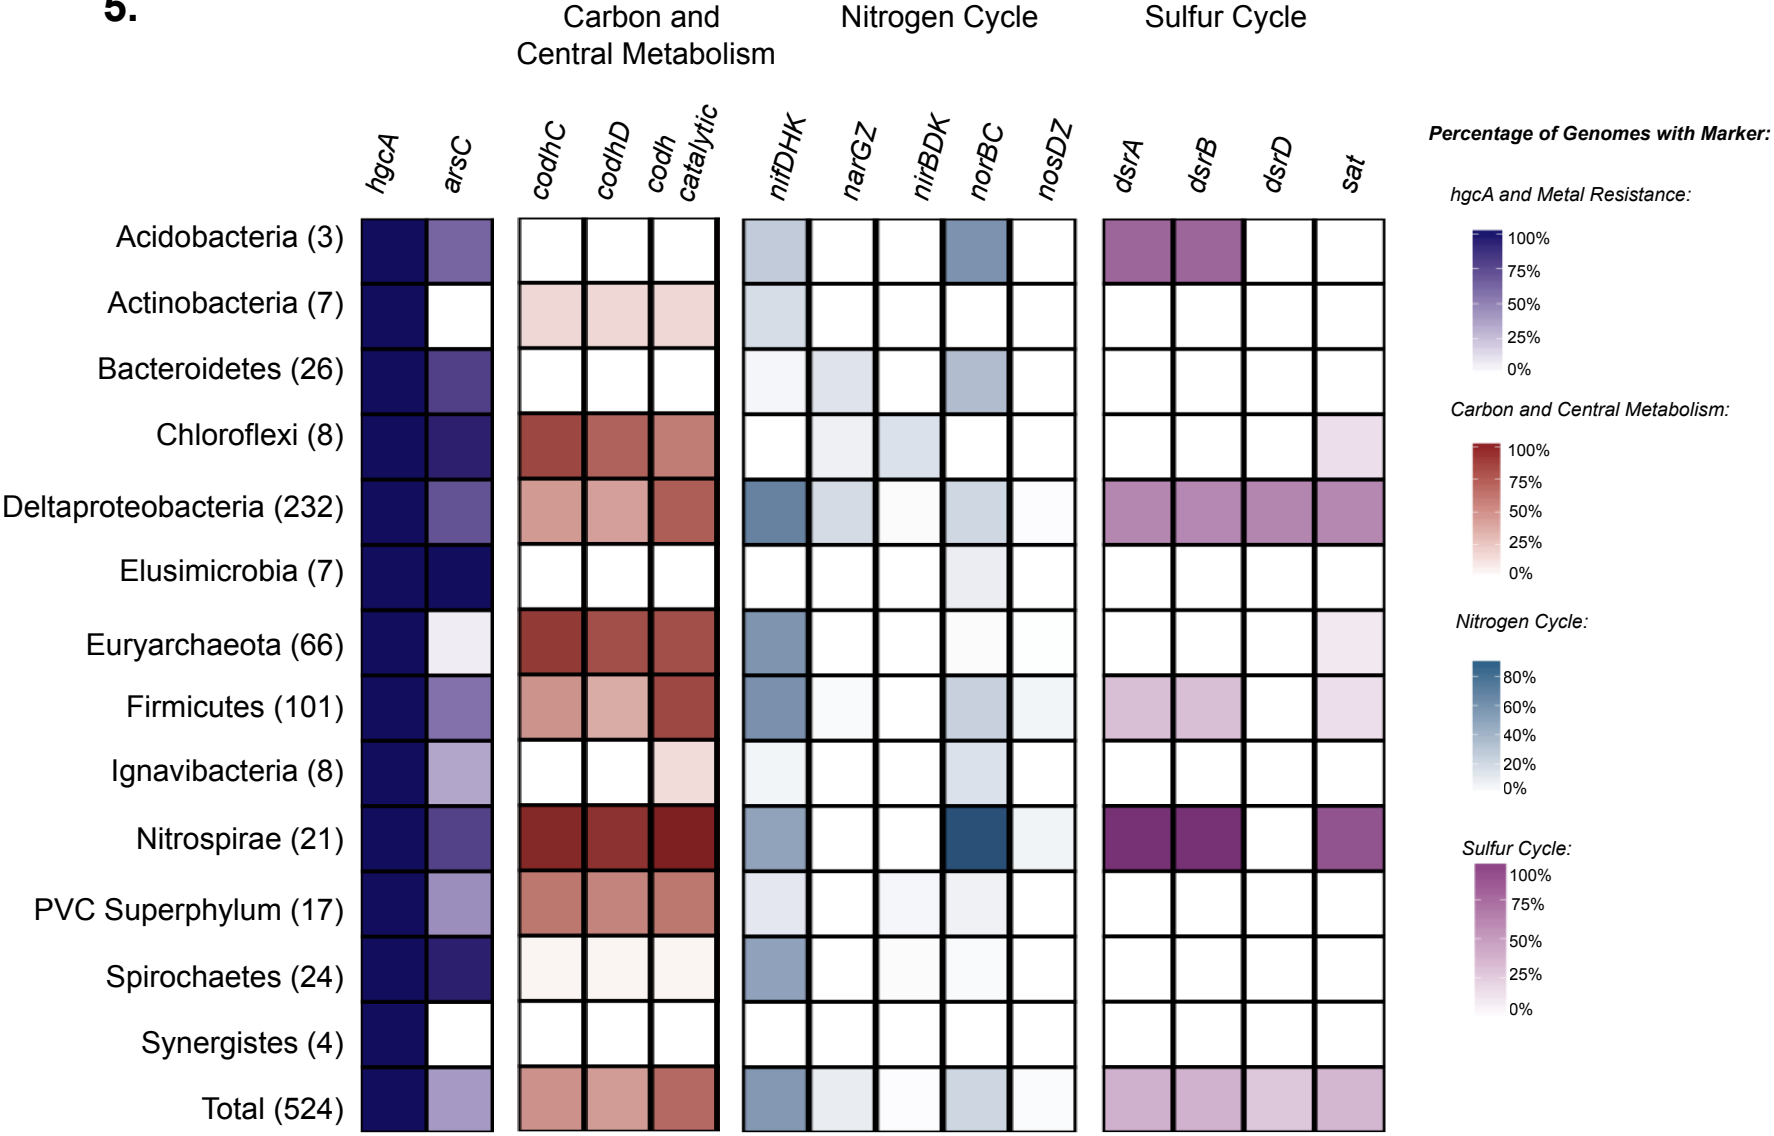 5.
Carbon and
Central Metabolism
Nitrogen Cycle
Sulfur Cycle
hgcA
arsC
codhC
codhD
codh
catalytic
nifDHK
narGZ
nirBDK
norBC
nosDZ
dsrA
dsrB
dsrD
sat
Acidobacteria (3)
Actinobacteria (7)
Bacteroidetes (26)
Chloroflexi (8)
Deltaproteobacteria (232)
Elusimicrobia (7)
Euryarchaeota (66)
Firmicutes (101)
Ignavibacteria (8)
Nitrospirae (21)
PVC Superphylum (17)
Spirochaetes (24)
Synergistes (4)
Total (524)
Percentage of Genomes with Marker:
hgcA and Metal Resistance:
100%
75%
50%
25%
0%
Carbon and Central Metabolism:
100%
75%
50%
25%
0%
Nitrogen Cycle:
80%
60%
40%
20%
0%
Sulfur Cycle:
100%
75%
50%
25%
0%